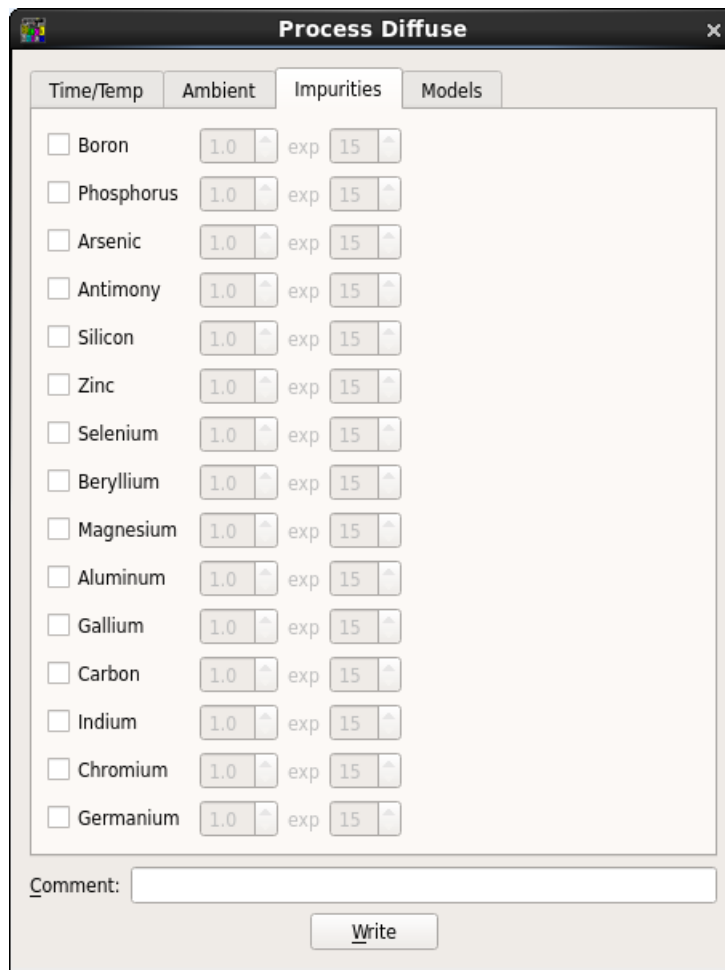 Process Diffuse
Time/Temp Ambient Impurities Models
Boron 1.0 exp 15
Phosphorus 1.0 exp 15
Arsenic 1.0 exp 15
Antimony 1.0 exp 15
Silicon 1.0 exp 15
Zinc 1.0 exp 15
Selenium 1.0 exp 15
Beryllium 1.0 exp 15
Magnesium 1.0 exp 15
Aluminum 1.0 exp 15
Gallium 1.0 exp 15
Carbon 1.0 exp 15
Indium 1.0 exp 15
Chromium 1.0 exp 15
Germanium 1.0 exp 15
Comment:
Write